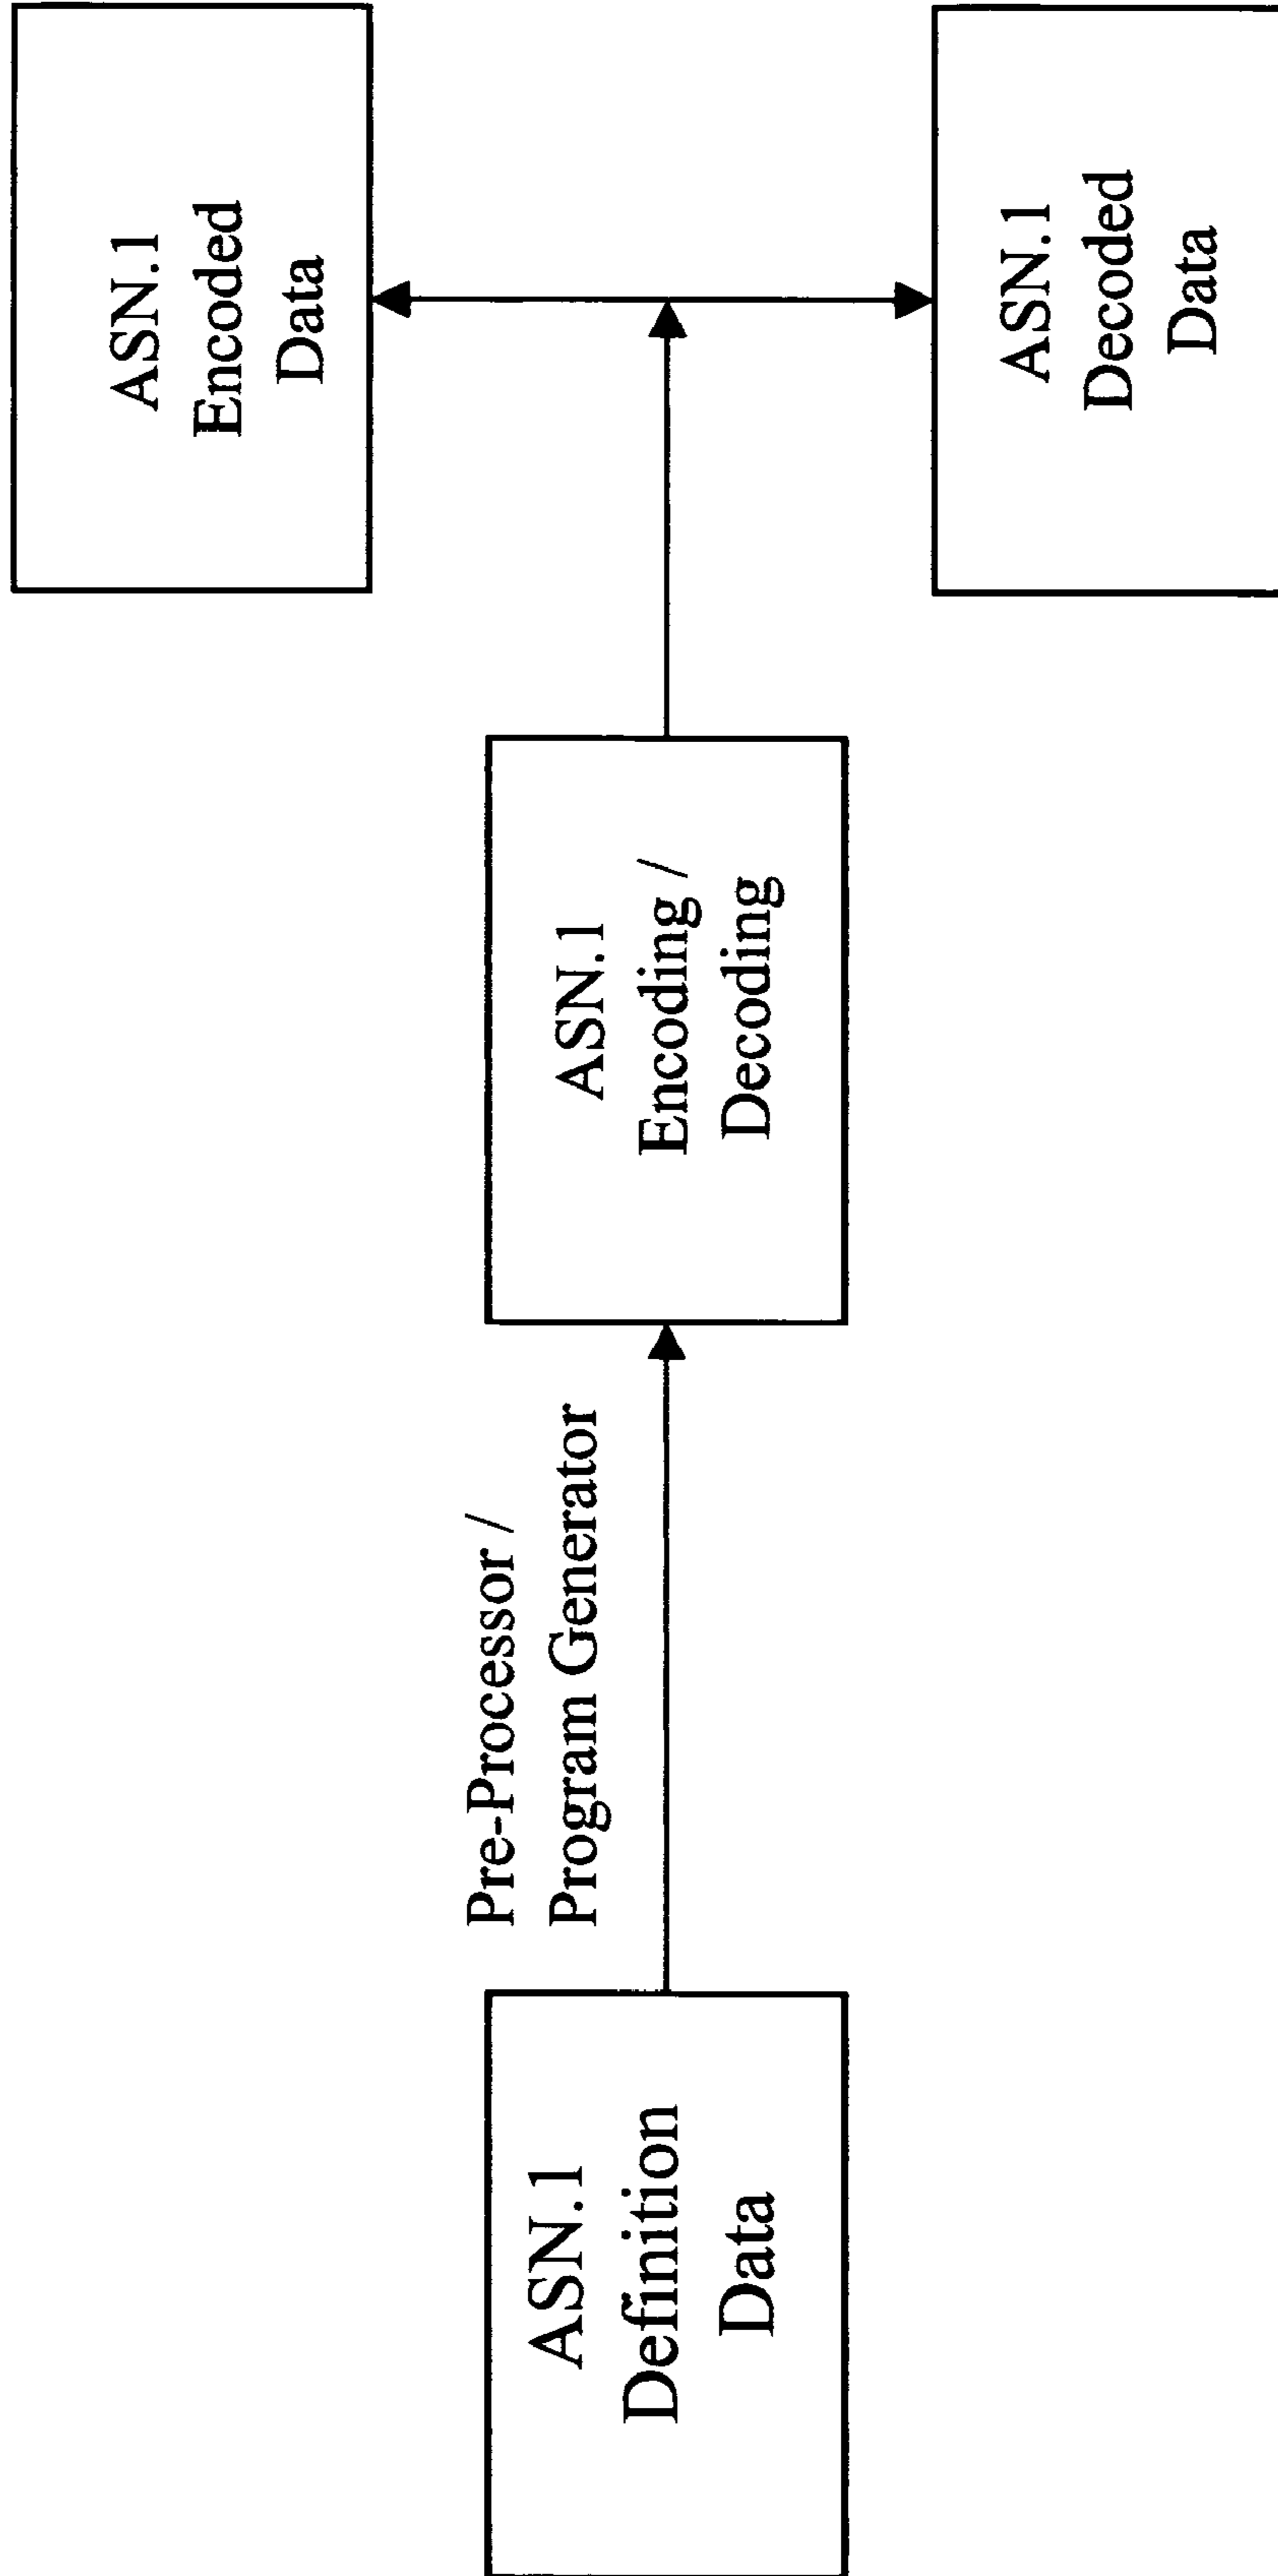 ASN.1
Definition
Data
Pre-Processor /
Program Generator
ASN.1
Encoding /
Decoding
ASN.1
Encoded
Data
ASN.1
Decoded
Data